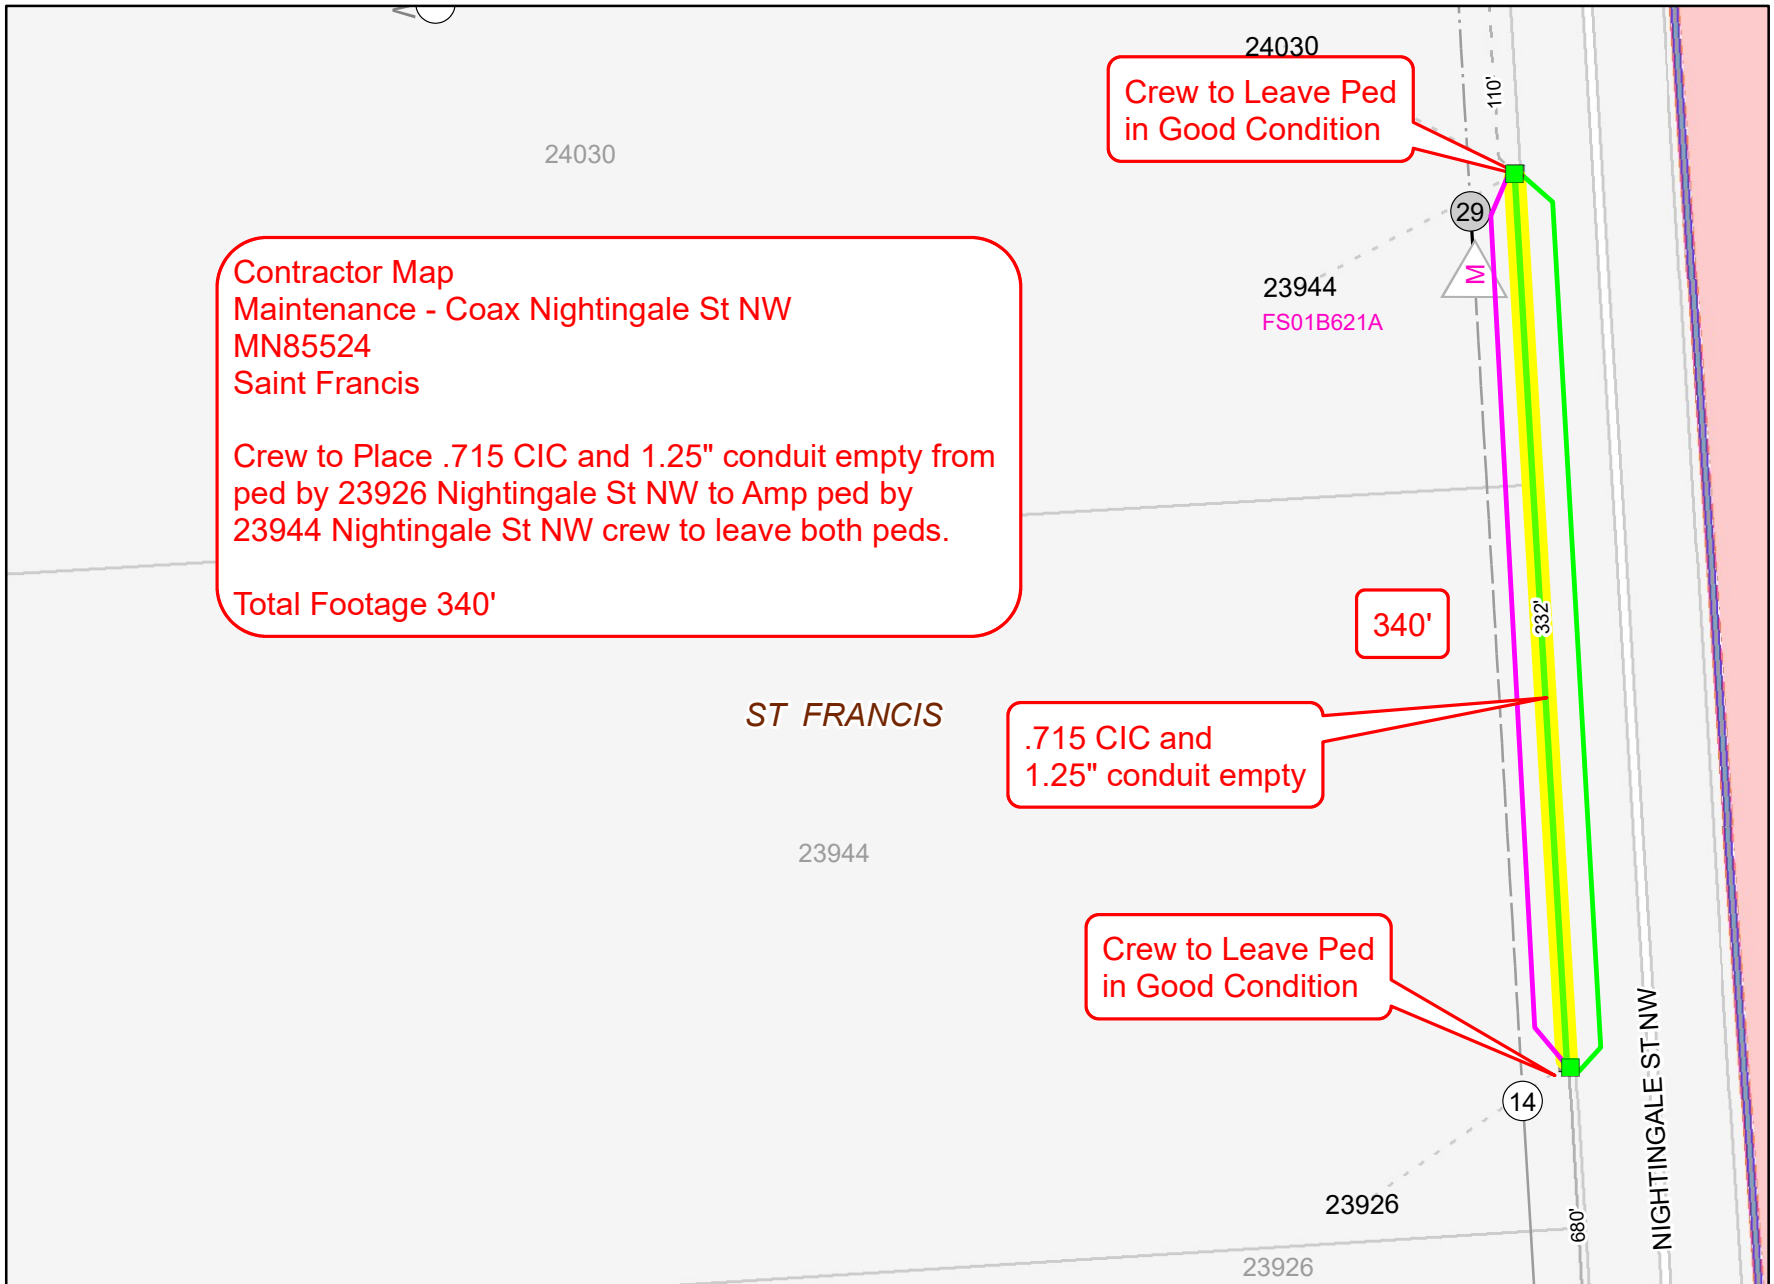 24030
Crew to Leave Ped
in Good Condition
110'
24030
29
M
23944
FS01B621A
Contractor Map
Maintenance - Coax Nightingale St NW
MN85524
Saint Francis
Crew to Place .715 CIC and 1.25" conduit empty from
ped by 23926 Nightingale St NW to Amp ped by
23944 Nightingale St NW crew to leave both peds.
Total Footage 340'
340'
332'
ST FRANCIS
.715 CIC and
1.25" conduit empty
23944
Crew to Leave Ped
in Good Condition
14
NIGHTINGALE ST NW
23926
680'
23926